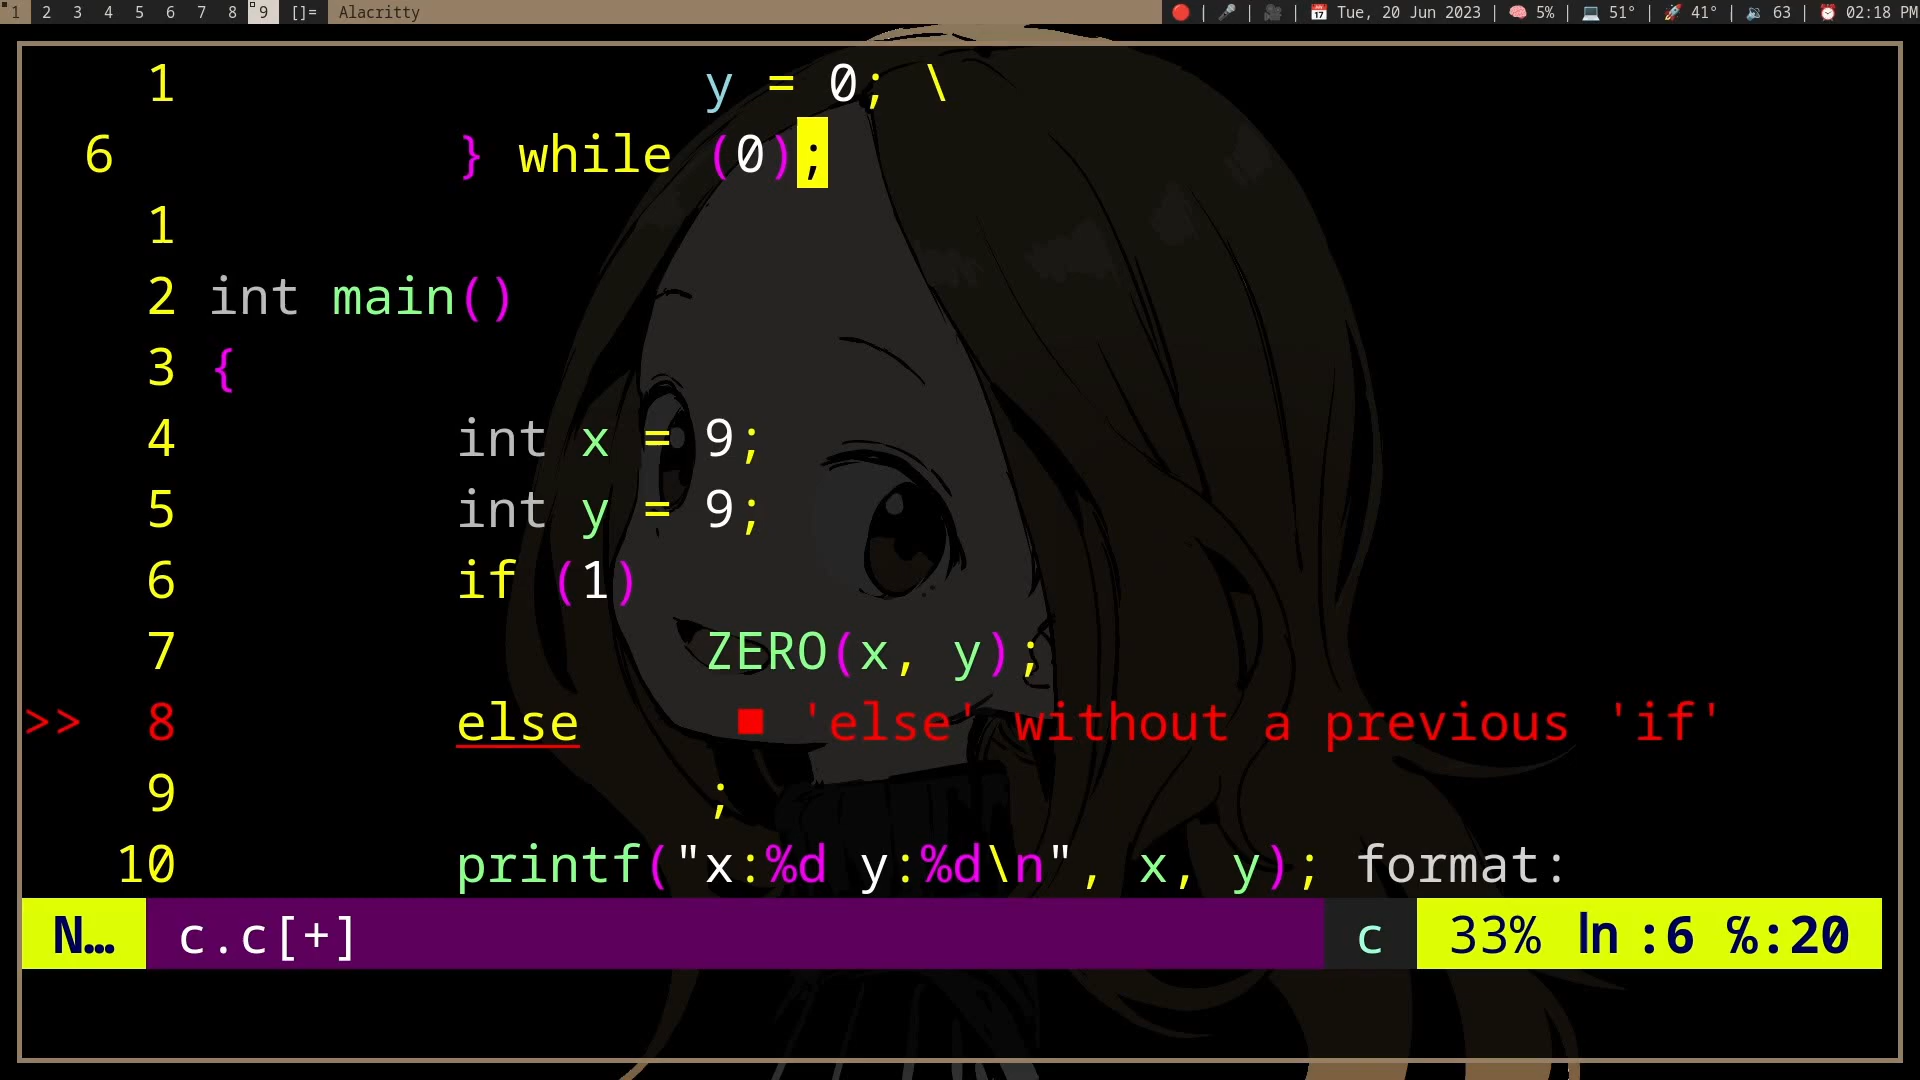 1 2 3 4 5 6 7 8 9 []= Alacritty | | | Tue, 20 Jun 2023 | 5% | 51° | 41° | 63 | 02:18 PM
1 y = 0; \
6 } while (0);
1
2 int main()
3 {
4 int x = 9;
5 int y = 9;
6 if (1)
7 ZERO(x, y);
>> 8 else ■ 'else' without a previous 'if'
9 ;
10 printf("x:%d y:%d\n", x, y); format:
N… c.c[+] c 33% ln :6 ℅:20